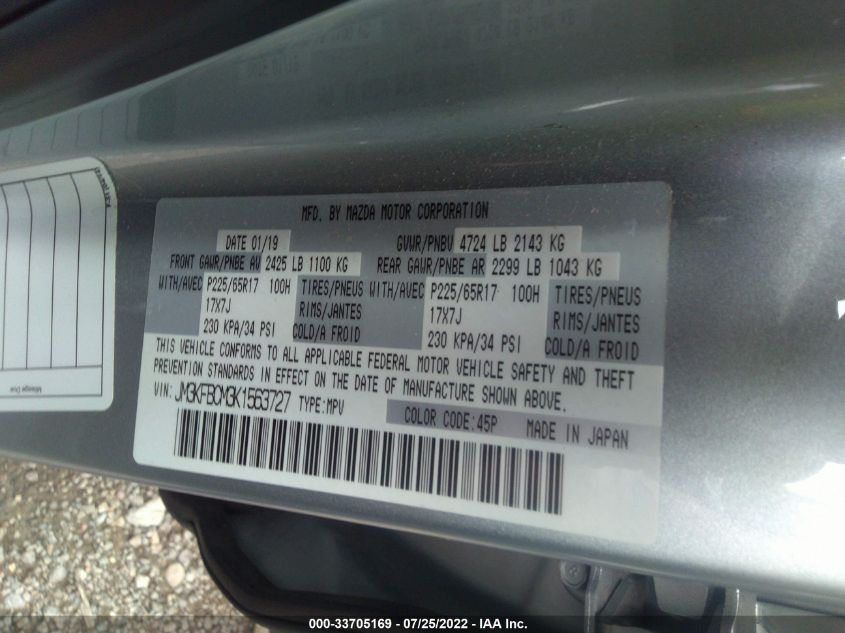 MFD. BY MAZDA MOTOR CORPORATION
DATE 01/19 GVWR/PNBV 4724 LB 2143 KG
FRONT GAWR/PNBE AV 2425 LB 1100 KG REAR GAWR/PNBE AR 2299 LB 1043 KG
WITH/AVEC P225/65R17 100H TIRES/PNEUS WITH/AVEC P225/65R17 100H TIRES/PNEUS
17X7J RIMS/JANTES 17X7J RIMS/JANTES
230 KPA/34 PSI COLD/A FROID 230 KPA/34 PSI COLD/A FROID
THIS VEHICLE CONFORMS TO ALL APPLICABLE FEDERAL MOTOR VEHICLE SAFETY AND THEFT
PREVENTION STANDARDS IN EFFECT ON THE DATE OF MANUFACTURE SHOWN ABOVE.
VIN: JM3KFBCM3K1563727 TYPE:MPV COLOR CODE:45P MADE IN JAPAN
Mileage Due
000-33705169 - 07/25/2022 - IAA Inc.